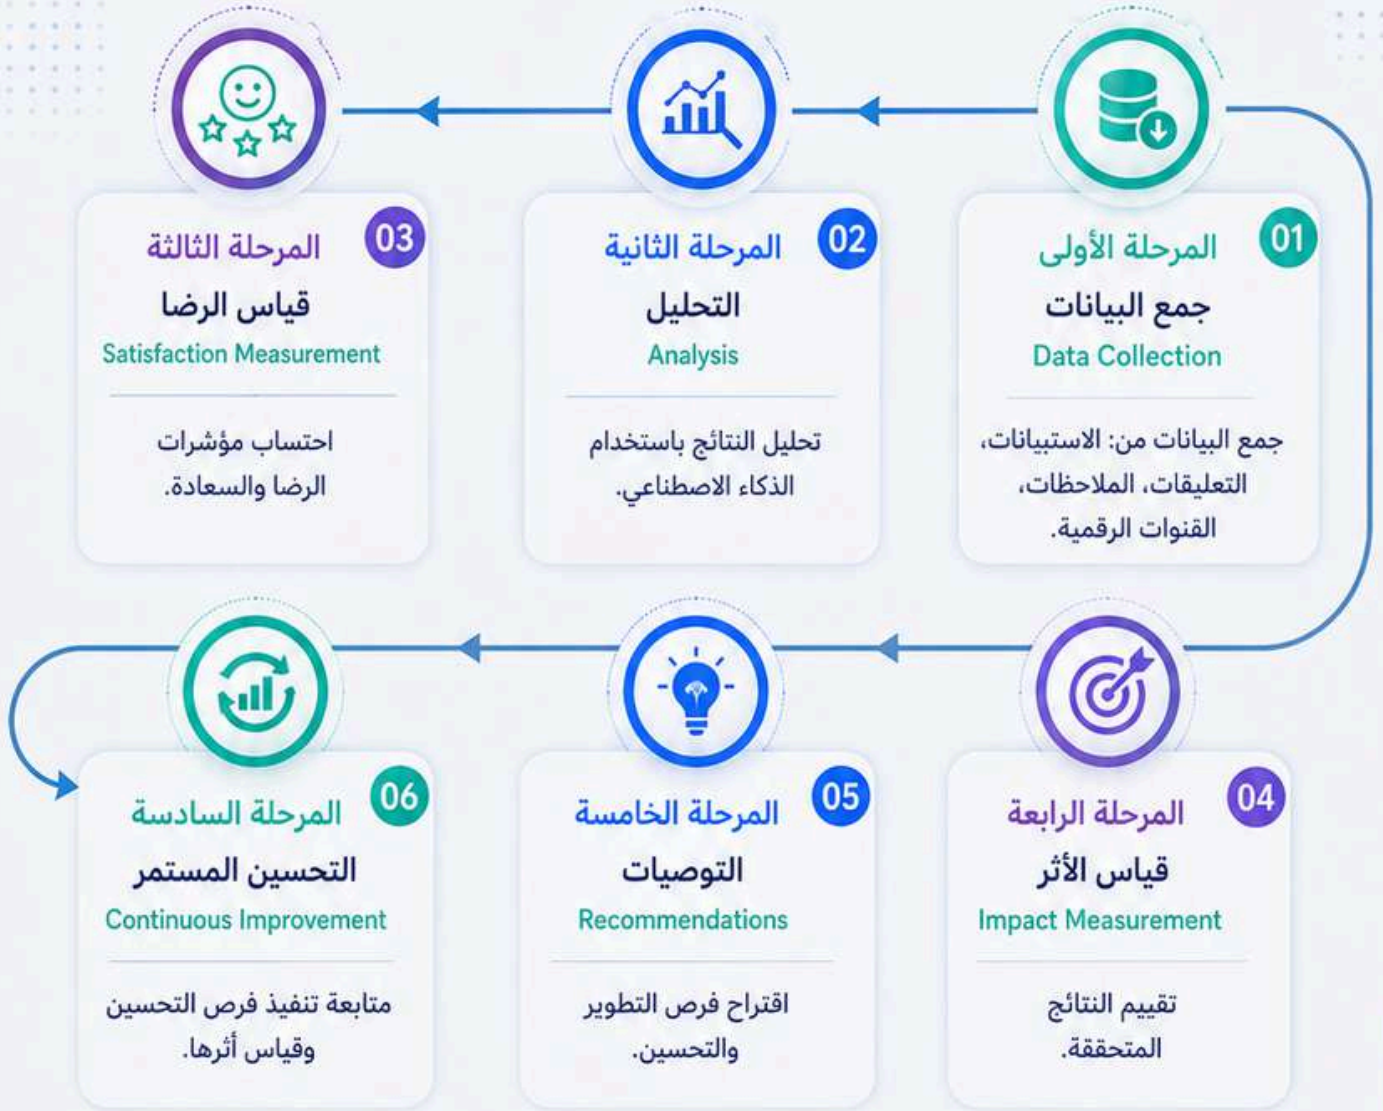 01
المرحلة الأولى
جمع البيانات
Data Collection
جمع البيانات من: الاستبيانات،
التعليقات، الملاحظات،
القنوات الرقمية.
02
المرحلة الثانية
التحليل
Analysis
تحليل النتائج باستخدام
الذكاء الاصطناعي.
03
المرحلة الثالثة
قياس الرضا
Satisfaction Measurement
احتساب مؤشرات
الرضا والسعادة.
04
المرحلة الرابعة
قياس الأثر
Impact Measurement
تقييم النتائج
المتحققة.
05
المرحلة الخامسة
التوصيات
Recommendations
اقتراح فرص التطوير
والتحسين.
06
المرحلة السادسة
التحسين المستمر
Continuous Improvement
متابعة تنفيذ فرص التحسين
وقياس أثرها.